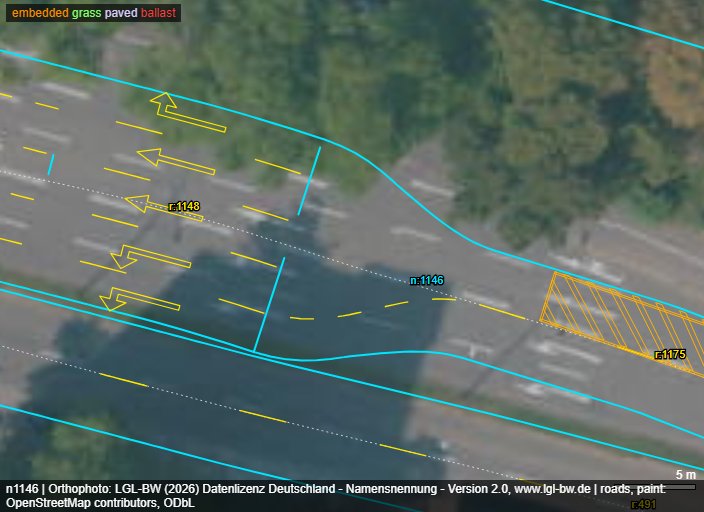 embedded grass paved ballast
r:1148
n:1146
r:1175
5 m
n1146 | Orthophoto: LGL-BW (2026) Datenlizenz Deutschland - Namensnennung - Version 2.0, www.lgl-bw.de | roads, paint:
OpenStreetMap contributors, ODbL
r:491